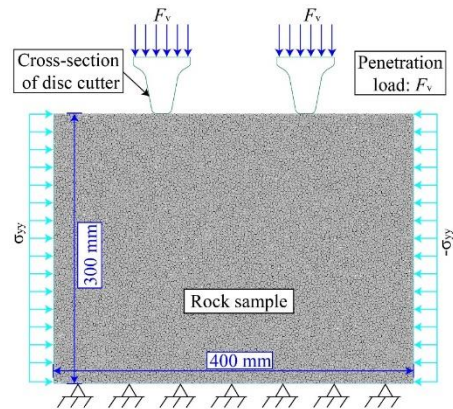 Fv
Fv
Cross-section
of disc cutter
Penetration
load: Fv
σyy
300 mm
-σyy
Rock sample
400 mm